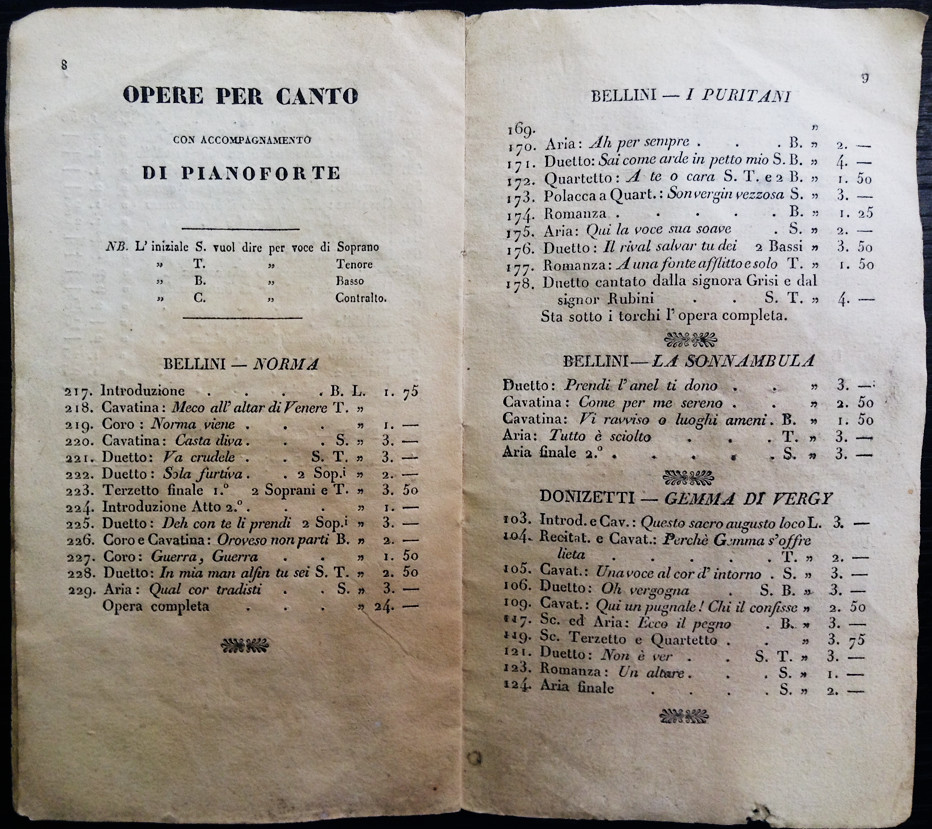 8
OPERE PER CANTO
CON ACCOMPAGNAMENTO
DI PIANOFORTE
NB. L' iniziale S. vuol dire per voce di Soprano
„ T. „ Tenore
„ B. „ Basso
„ C. „ Contralto.
BELLINI — NORMA
217. Introduzione . . . . B. L. 1. 75
218. Cavatina: Meco all' altar di Venere T. „
219. Coro: Norma viene . . . „ 1. —
220. Cavatina: Casta diva . . . S. „ 3. —
221. Duetto: Va crudele . . S. T. „ 3. —
222. Duetto: Sola furtiva . . 2 Sop.i „ 2. —
223. Terzetto finale 1.º 2 Soprani e T. „ 3. 50
224. Introduzione Atto 2.º . . . „ 1. —
225. Duetto: Deh con te li prendi 2 Sop.i „ 3. —
226. Coro e Cavatina: Oroveso non parti B. „ 2. —
227. Coro: Guerra, Guerra . . „ 1. 50
228. Duetto: In mia man alfin tu sei S. T. „ 2. 50
229. Aria: Qual cor tradisti . . S. „ 3. —
Opera completa . . . „ 24. —
9
BELLINI — I PURITANI
169. „
170. Aria: Ah per sempre . . . B. „ 2. —
171. Duetto: Sai come arde in petto mio S. B. „ 4. —
172. Quartetto: A te o cara S. T. e 2 B. „ 1. 50
173. Polacca a Quart.: Son vergin vezzosa S. „ 3. —
174. Romanza . . . . . B. „ 1. 25
175. Aria: Qui la voce sua soave . S. „ 2. —
176. Duetto: Il rival salvar tu dei 2 Bassi „ 3. 50
177. Romanza: A una fonte afflitto e solo T. „ 1. 50
178. Duetto cantato dalla signora Grisi e dal
signor Rubini . . S. T. „ 4. —
Sta sotto i torchi l' opera completa.
BELLINI — LA SONNAMBULA
Duetto: Prendi l' anel ti dono . . „ 3. —
Cavatina: Come per me sereno . . „ 2. 50
Cavatina: Vi ravviso o luoghi ameni . B. „ 1. 50
Aria: Tutto è sciolto . . . T. „ 3. —
Aria finale 2.º . . . . S. „ 3. —
DONIZETTI — GEMMA DI VERGY
103. Introd. e Cav.: Questo sacro augusto loco L. 3. —
104. Recitat. e Cavat.: Perchè Gemma s' offre
lieta . . . . T. „ 2. —
105. Cavat.: Una voce al cor d' intorno . S. „ 3. —
106. Duetto: Oh vergogna . S. B. „ 3. —
109. Cavat.: Qui un pugnale! Chi il confisse „ 2. 50
117. Sc. ed Aria: Ecco il pegno . B. „ 3. —
119. Sc. Terzetto e Quartetto . . „ 3. 75
121. Duetto: Non è ver . . S. T. „ 3. —
123. Romanza: Un altare . . . S. „ 1. —
124. Aria finale . . . S. „ 2. —